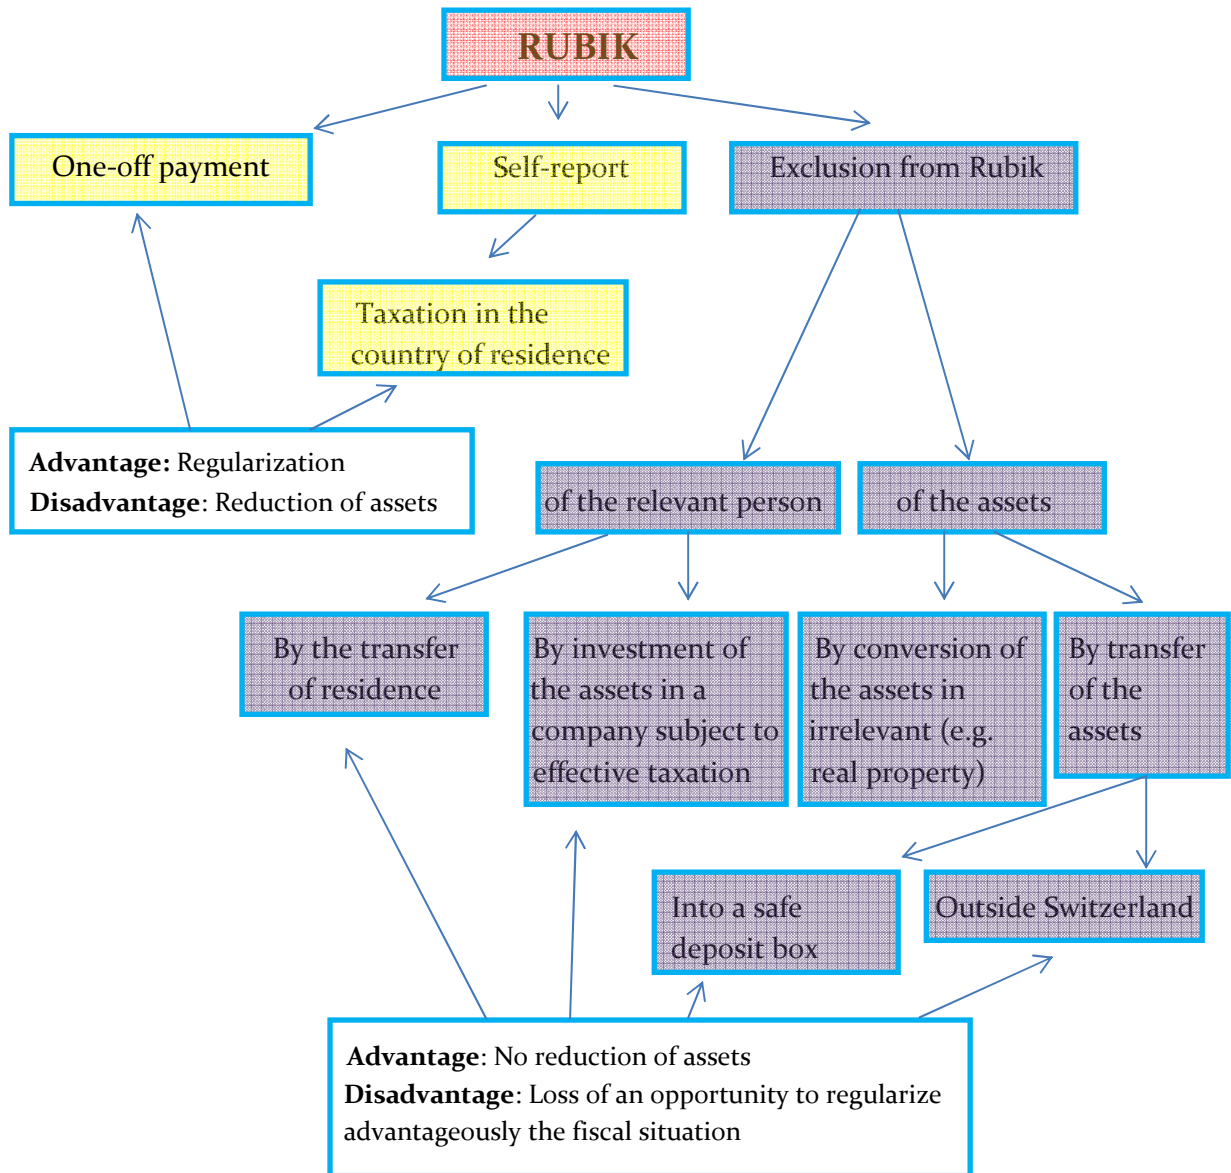 RUBIK
One-off payment
Self-report
Exclusion from Rubik
Taxation in the
country of residence
Advantage: Regularization
Disadvantage: Reduction of assets
of the relevant person
of the assets
By the transfer
of residence
By investment of
the assets in a
company subject to
effective taxation
By conversion of
the assets in
irrelevant (e.g.
real property)
By transfer
of the
assets
Into a safe
deposit box
Outside Switzerland
Advantage: No reduction of assets
Disadvantage: Loss of an opportunity to regularize
advantageously the fiscal situation